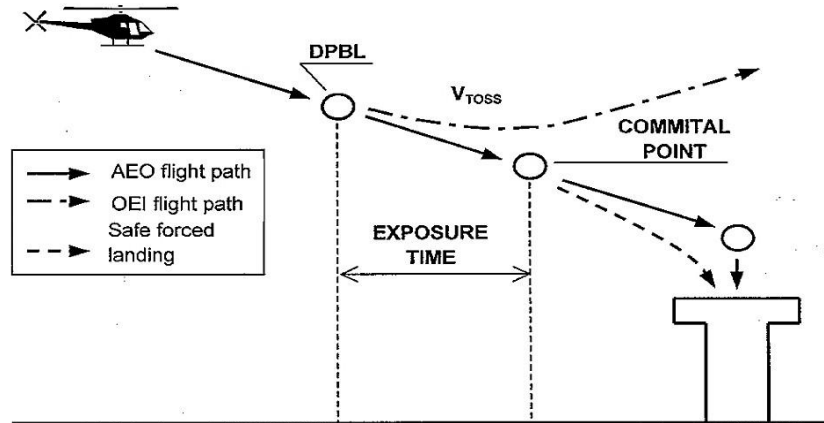 DPBL
V_TOSS
COMMITAL
POINT
AEO flight path
OEI flight path
Safe forced
landing
EXPOSURE
TIME